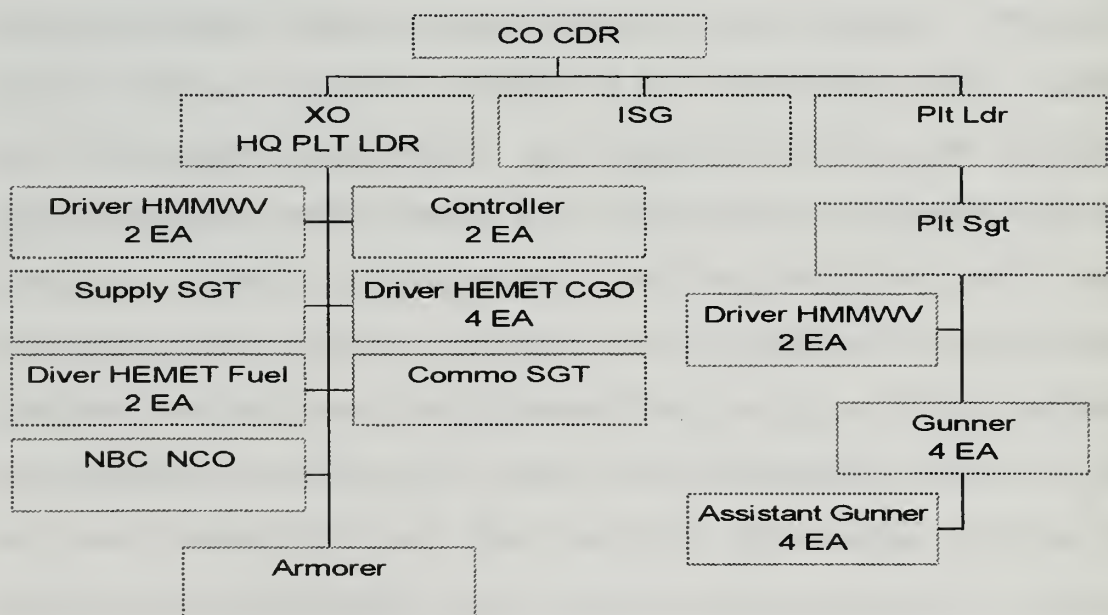 CO CDR
XO
HQ PLT LDR
ISG
Plt Ldr
Driver HMMWV
2 EA
Controller
2 EA
Plt Sgt
Supply SGT
Driver HEMET CGO
4 EA
Driver HMMWV
2 EA
Diver HEMET Fuel
2 EA
Commo SGT
Gunner
4 EA
NBC NCO
Assistant Gunner
4 EA
Armorer